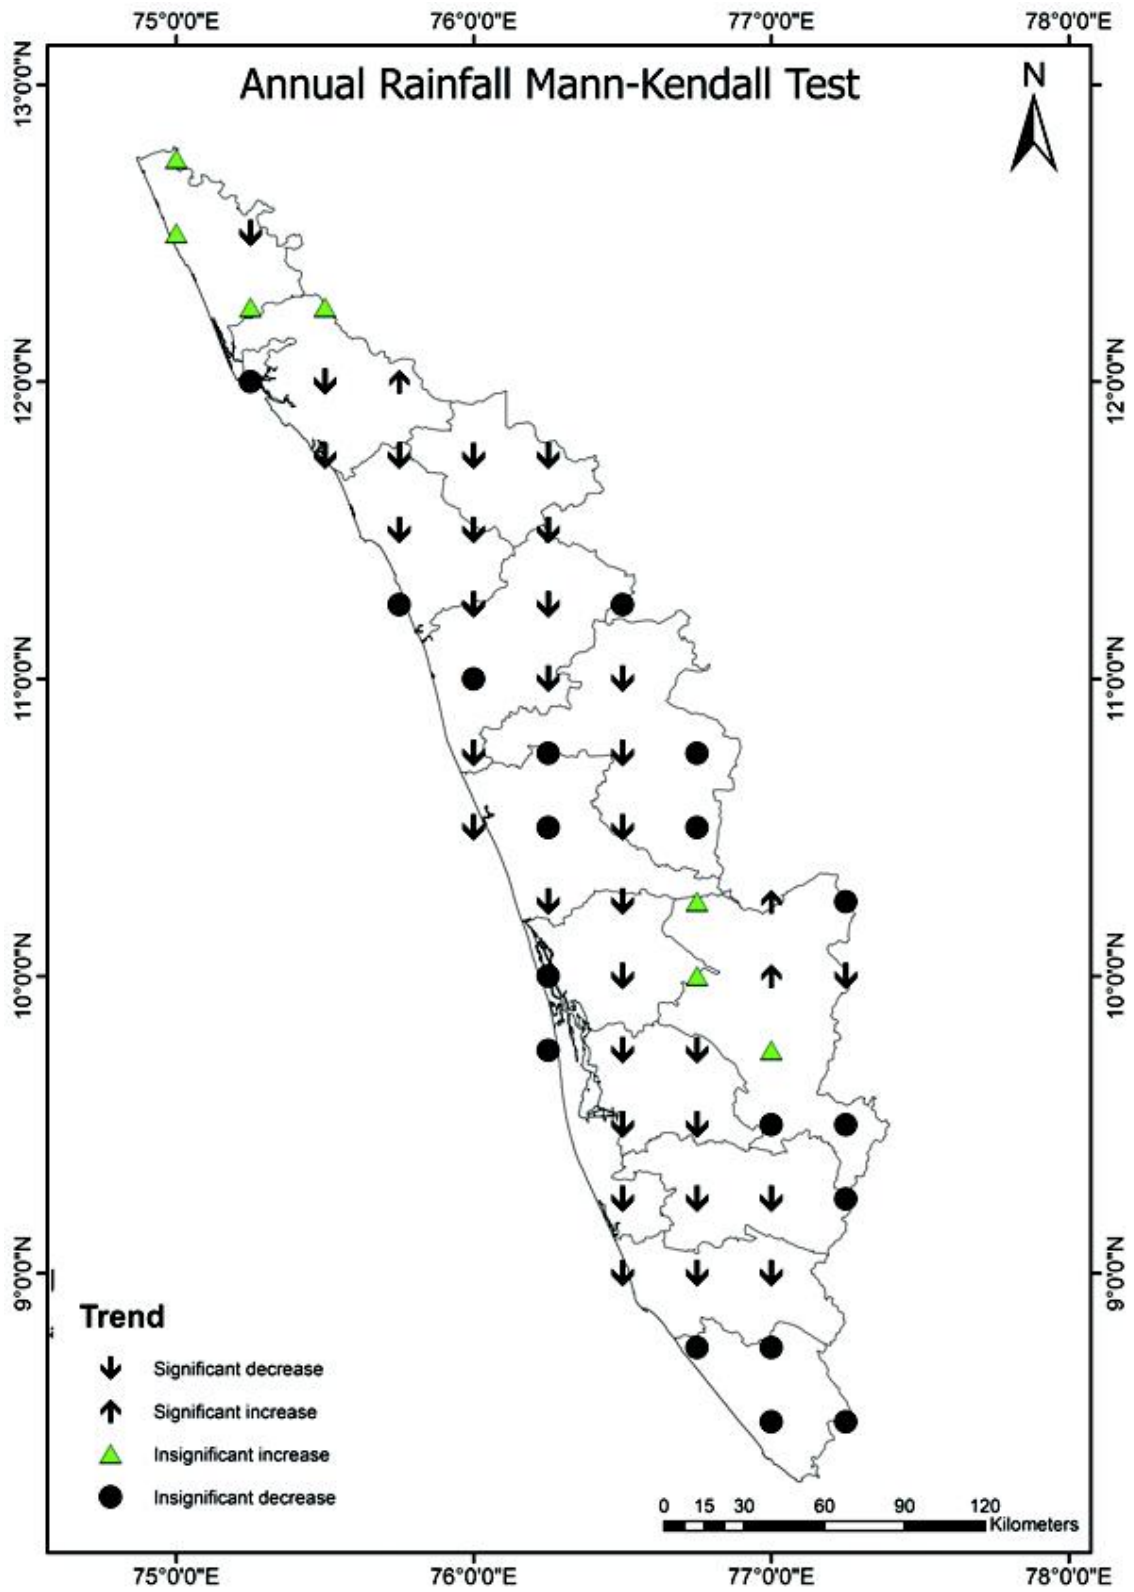 75°0'0"E 76°0'0"E 77°0'0"E 78°0'0"E
Annual Rainfall Mann-Kendall Test
N
13°0'0"N
12°0'0"N 12°0'0"N
11°0'0"N 11°0'0"N
10°0'0"N 10°0'0"N
9°0'0"N 9°0'0"N
Trend
Significant decrease
Significant increase
Insignificant increase
Insignificant decrease
0 15 30 60 90 120
Kilometers
75°0'0"E 76°0'0"E 77°0'0"E 78°0'0"E